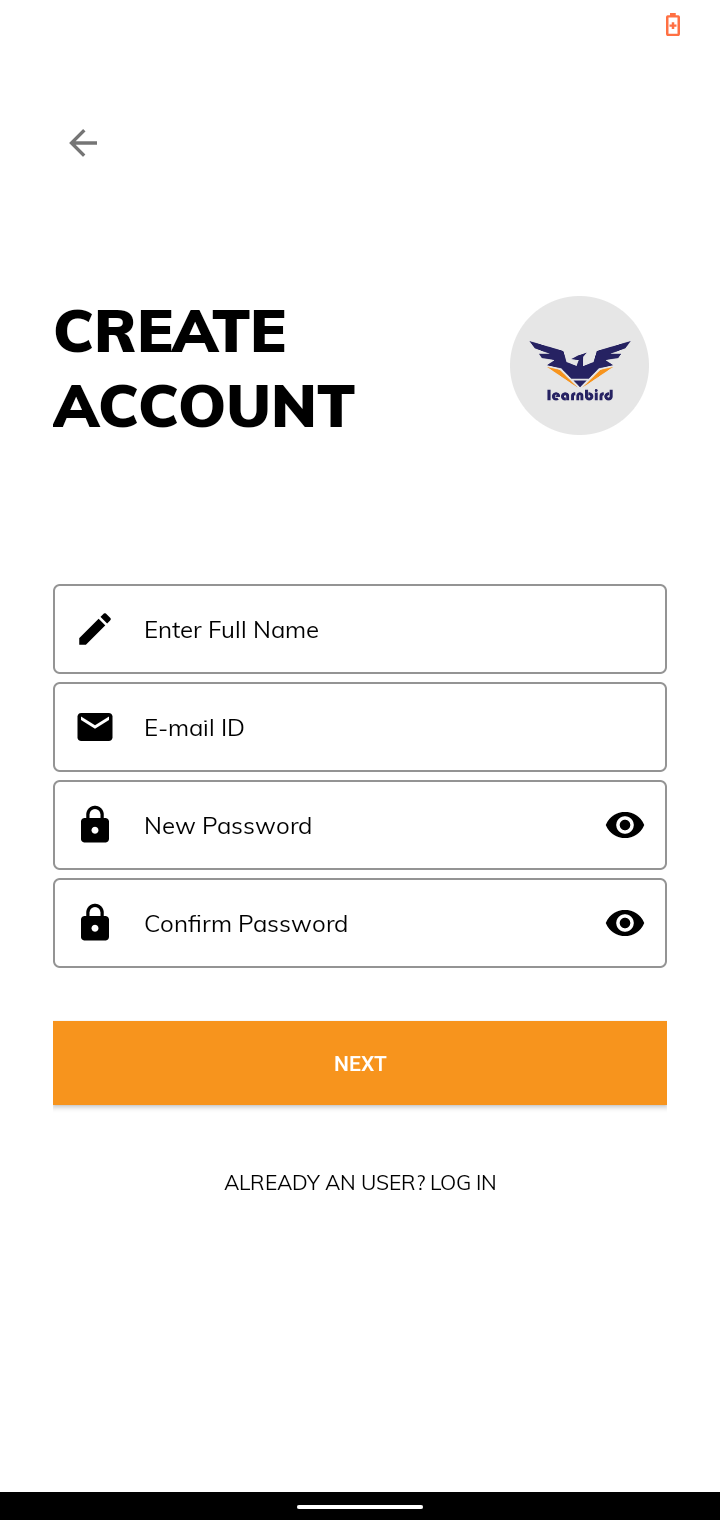 CREATE
ACCOUNT
learnbird
Enter Full Name
E-mail ID
New Password
Confirm Password
NEXT
ALREADY AN USER? LOG IN